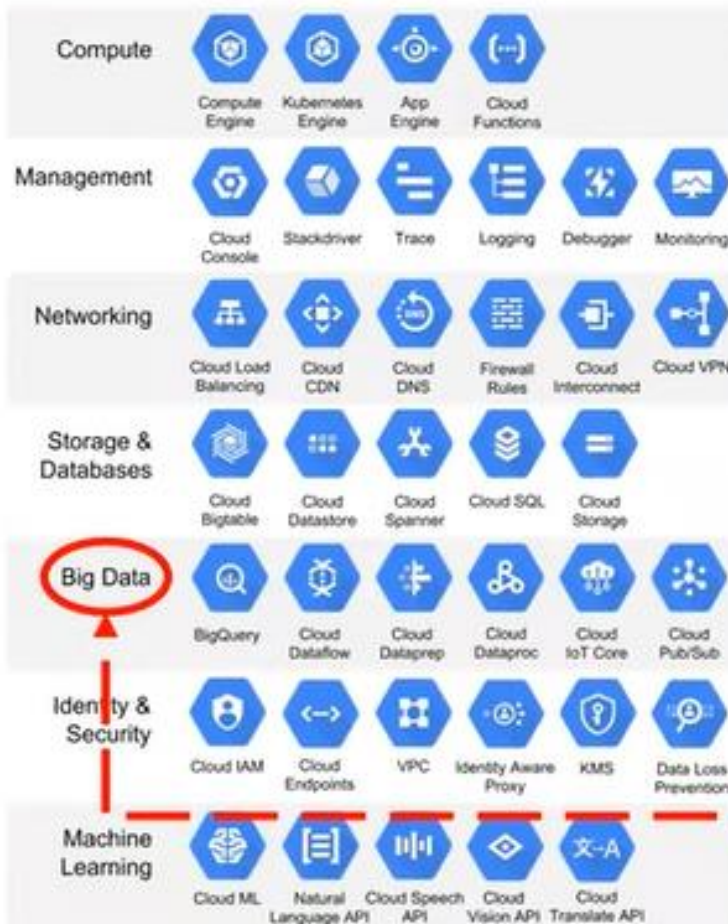 Compute
Compute Engine
Kubernetes Engine
App Engine
Cloud Functions
Management
Cloud Console
Stackdriver
Trace
Logging
Debugger
Monitoring
Networking
Cloud Load Balancing
Cloud CDN
DNS
Cloud DNS
Firewall Rules
Cloud Interconnect
Cloud VPN
Storage &
Databases
Cloud Bigtable
Cloud Datastore
Cloud Spanner
Cloud SQL
Cloud Storage
Big Data
BigQuery
Cloud Dataflow
Cloud Dataprep
Cloud Dataproc
Cloud IoT Core
Cloud Pub/Sub
Identity &
Security
Cloud IAM
Cloud Endpoints
VPC
Identity Aware Proxy
KMS
Data Loss Prevention
Machine
Learning
Cloud ML
Natural Language API
Cloud Speech API
Cloud Vision API
文 A
Cloud Translate API